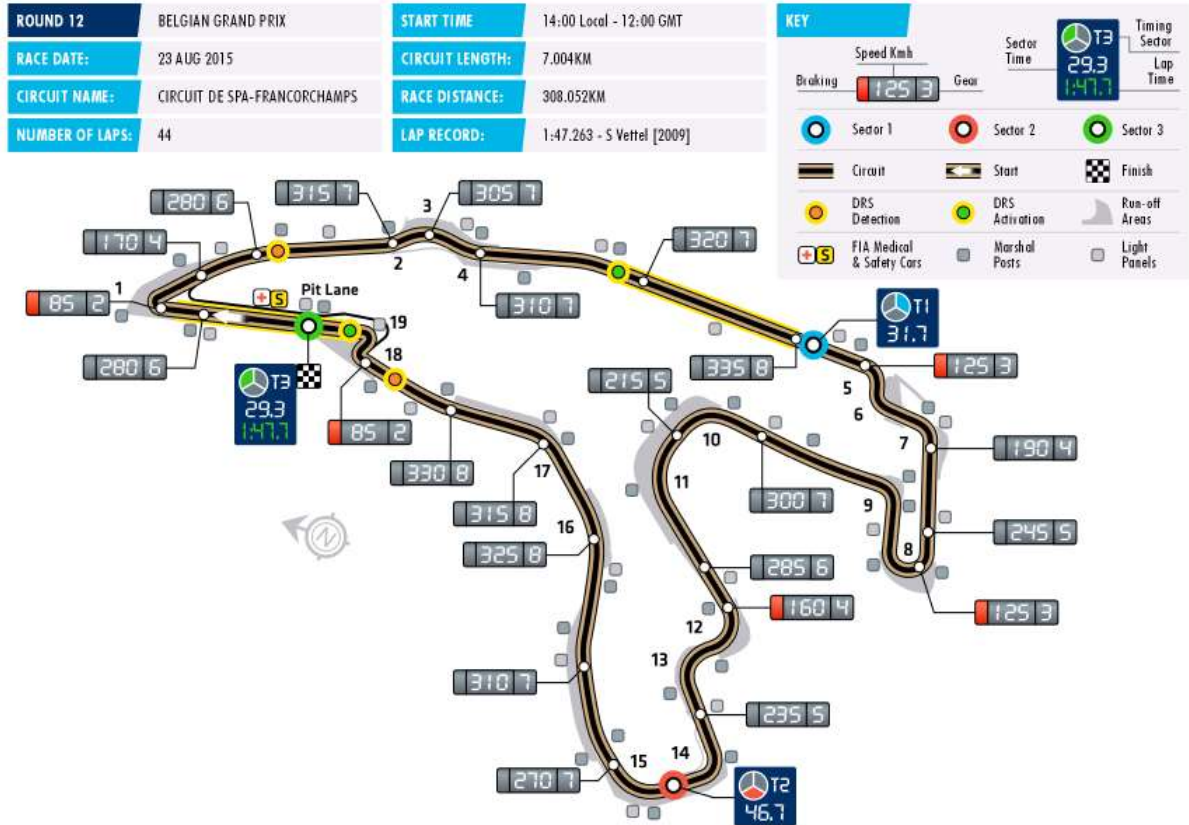 ROUND 12 BELGIAN GRAND PRIX
RACE DATE: 23 AUG 2015
CIRCUIT NAME: CIRCUIT DE SPA-FRANCORCHAMPS
NUMBER OF LAPS: 44
START TIME 14:00 Local - 12:00 GMT
CIRCUIT LENGTH: 7.004KM
RACE DISTANCE: 308.052KM
LAP RECORD: 1:47.263 - S Vettel [2009]
KEY
Speed Kmh
Braking 125 3 Gear
Sector Time
T3
29.3
1:47.7
Timing Sector
Lap Time
Sector 1 Sector 2 Sector 3
Circuit Start Finish
DRS Detection DRS Activation Run-off Areas
FIA Medical & Safety Cars Marshal Posts Light Panels
+ S
315 7
305 7
280 6
3
170 4
2
4
320 7
310 7
1
85 2
+ S Pit Lane
19
T1
31.7
280 6
18
335 8
5
125 3
T3
29.3
1:47.7
215 5
6
85 2
10
7
190 4
17
330 8
11
300 7
9
315 8
16
N
325 8
8
245 5
285 6
160 4
125 3
12
13
310 7
235 5
15
14
270 7
T2
46.7